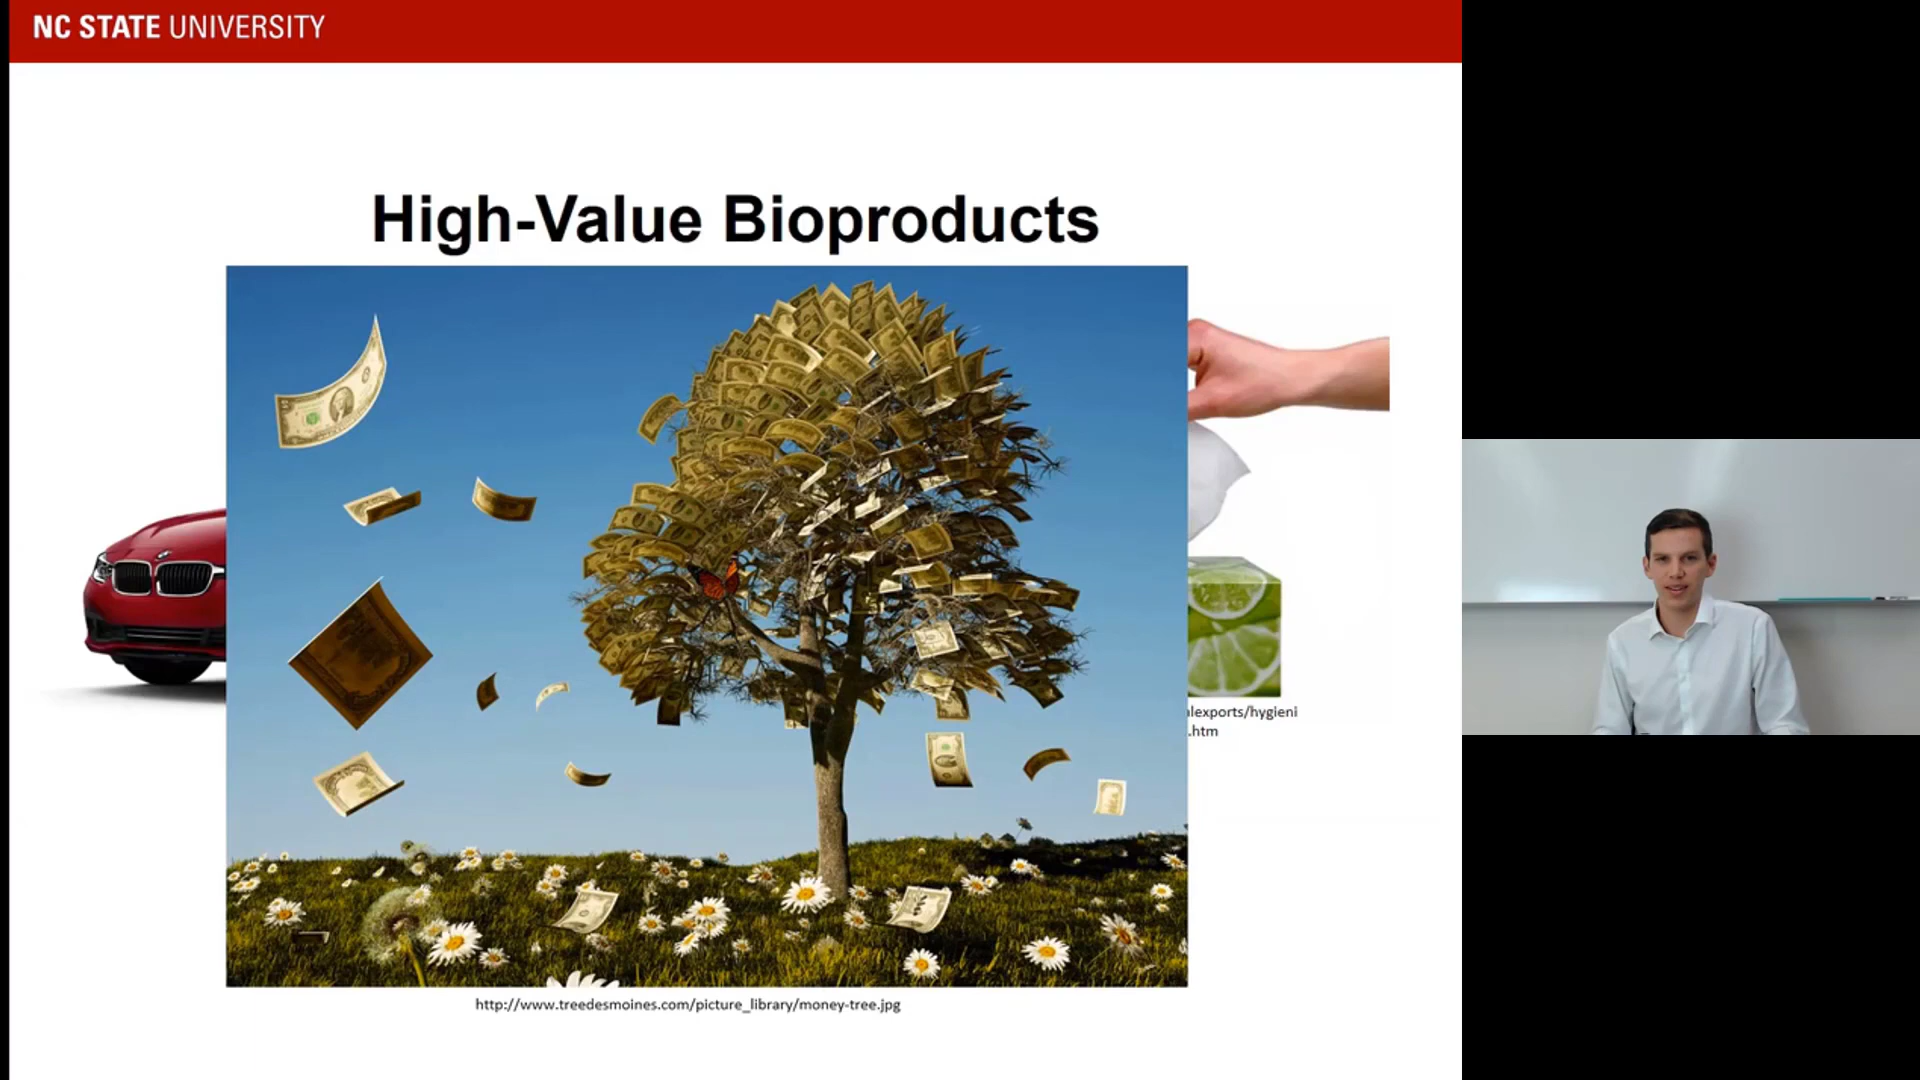 NC STATE UNIVERSITY
High-Value Bioproducts
lexports/hygieni
.htm
http://www.treedesmoines.com/picture_library/money-tree.jpg